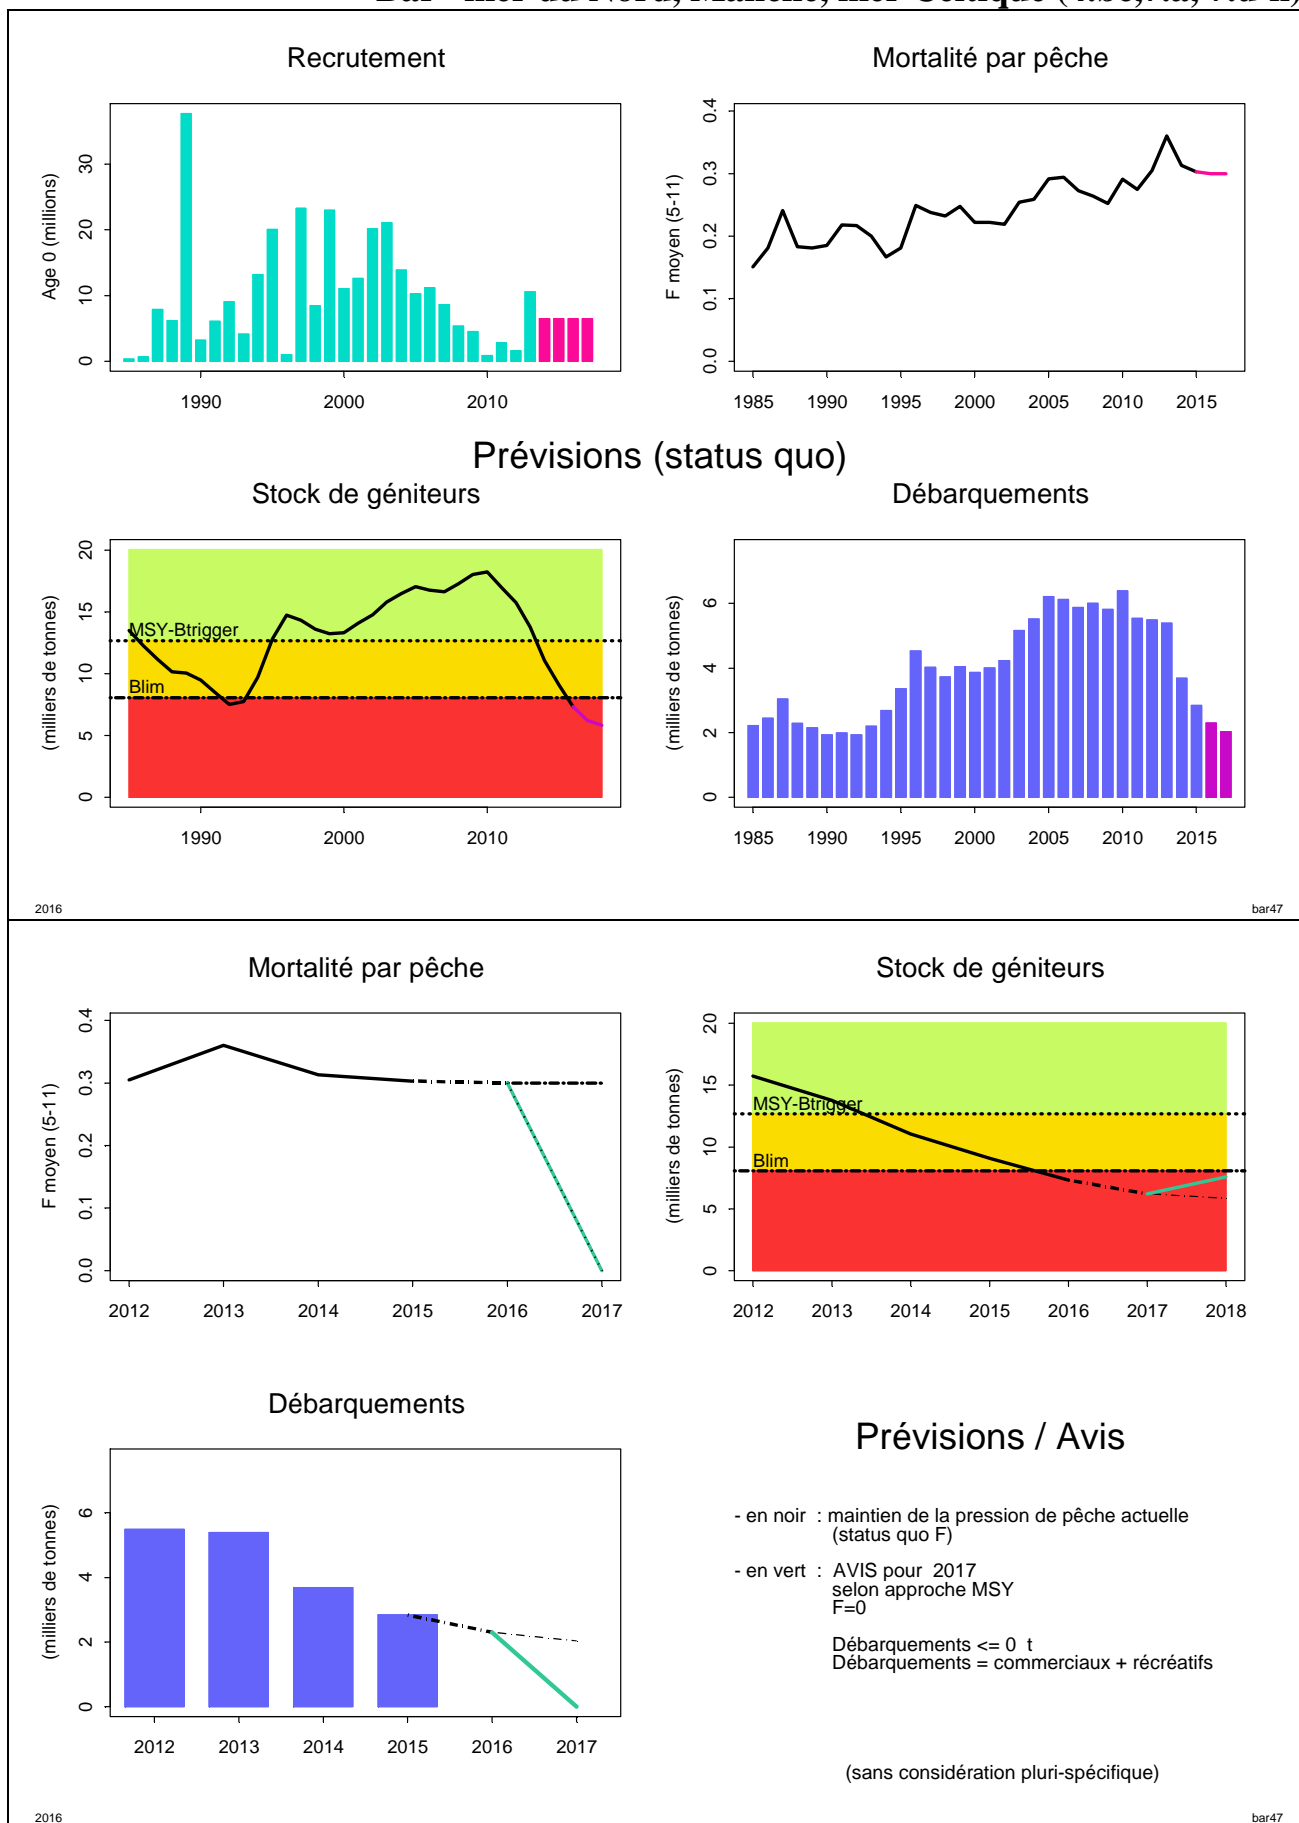 Recrutement
Age 0 (millions)
0 10 20 30
1990 2000 2010
Mortalité par pêche
F moyen (5-11)
0.0 0.1 0.2 0.3 0.4
1985 1990 1995 2000 2005 2010 2015
Prévisions (status quo)
Stock de géniteurs
(milliers de tonnes)
0 5 10 15 20
MSY-Btrigger
Blim
1990 2000 2010
Débarquements
(milliers de tonnes)
0 2 4 6
1985 1990 1995 2000 2005 2010 2015
2016
bar47
Mortalité par pêche
F moyen (5-11)
0.0 0.1 0.2 0.3 0.4
2012 2013 2014 2015 2016 2017
Stock de géniteurs
(milliers de tonnes)
0 5 10 15 20
MSY-Btrigger
Blim
2012 2013 2014 2015 2016 2017 2018
Débarquements
(milliers de tonnes)
0 2 4 6
2012 2013 2014 2015 2016 2017
Prévisions / Avis
- en noir : maintien de la pression de pêche actuelle
(status quo F)
- en vert : AVIS pour 2017
selon approche MSY
F=0
Débarquements <= 0 t
Débarquements = commerciaux + récréatifs
(sans considération pluri-spécifique)
2016
bar47